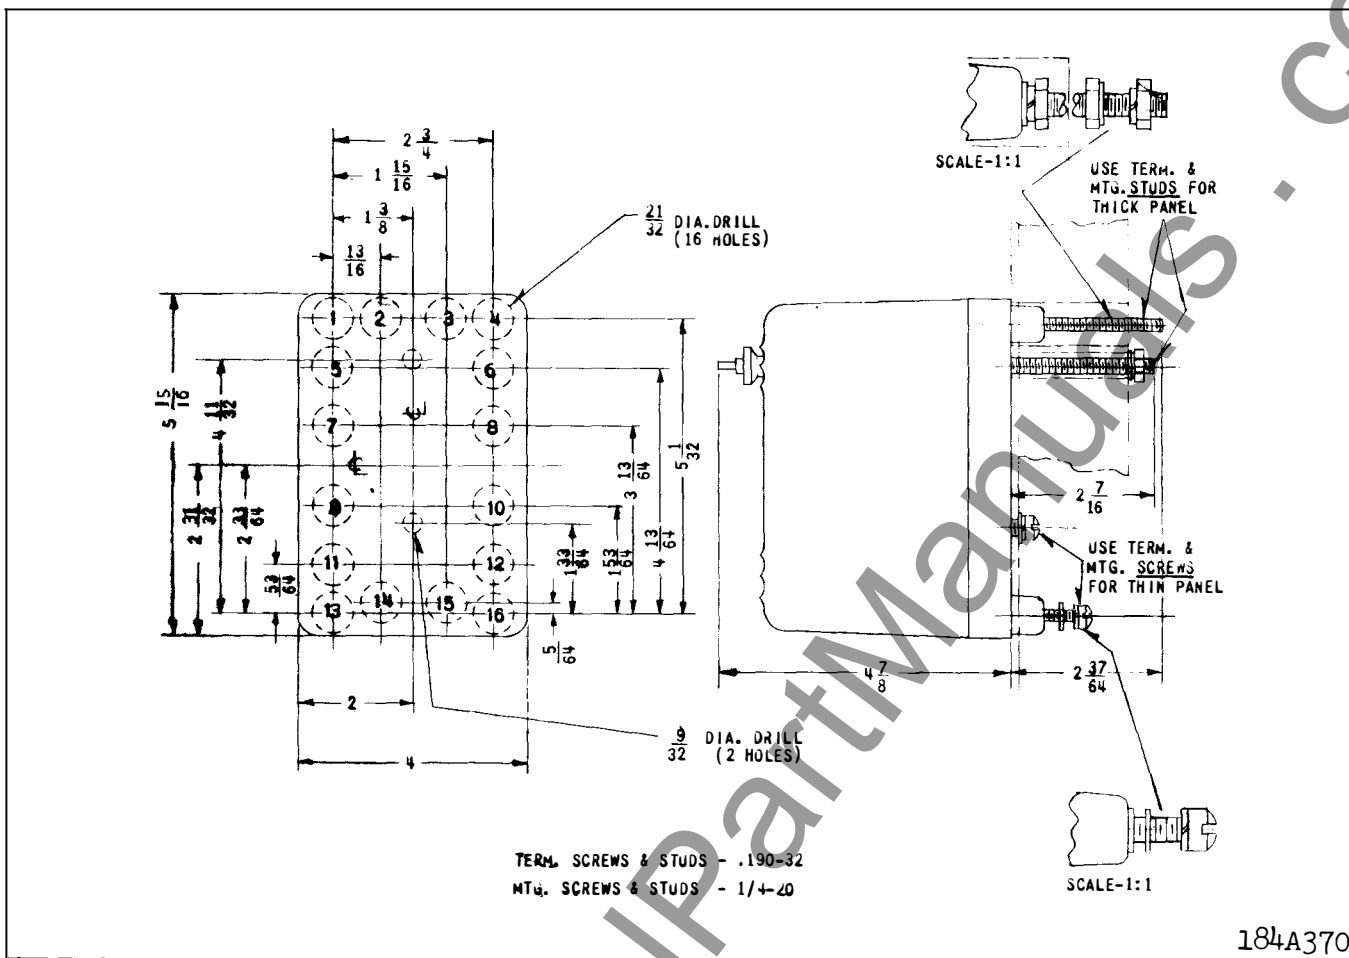 2 3/4
1 15/16
1 3/8
13/16
21/32 DIA. DRILL
(16 HOLES)
SCALE-1:1
USE TERM. &
MTG. STUDS FOR
THICK PANEL
1 2 3 4
5 6
7 8
9 10
11 12
13 14 15 16
5 15/16
4 11/32
2 31/32
2 33/64
53/64
5 1/32
3 13/64
4 13/64
1 53/64
1 33/64
5/64
2
4
9/32 DIA. DRILL
(2 HOLES)
2 7/16
USE TERM. &
MTG. SCREWS
FOR THIN PANEL
4 7/8
2 37/64
SCALE-1:1
TERM. SCREWS & STUDS - .190-32
MTG. SCREWS & STUDS - 1/4-20
184A370